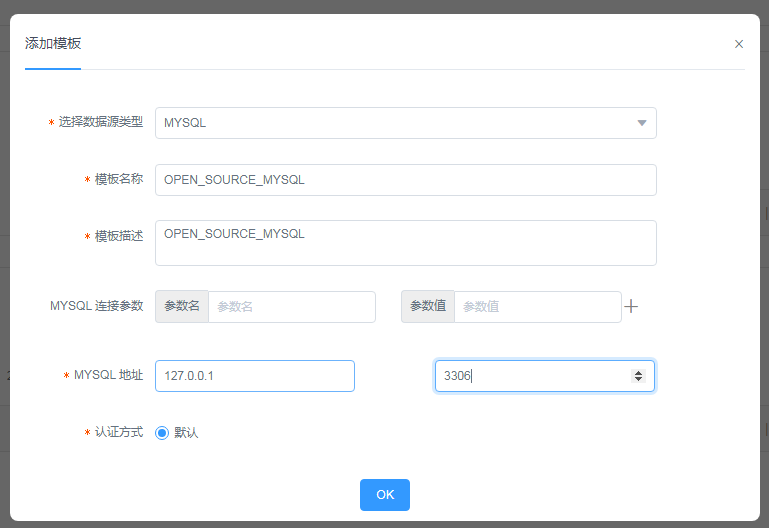 添加模板
* 选择数据源类型 MYSQL
* 模板名称 OPEN_SOURCE_MYSQL
* 模板描述 OPEN_SOURCE_MYSQL
MYSQL 连接参数 参数名 参数名 参数值 参数值
* MYSQL 地址 127.0.0.1 3306
* 认证方式 默认
OK